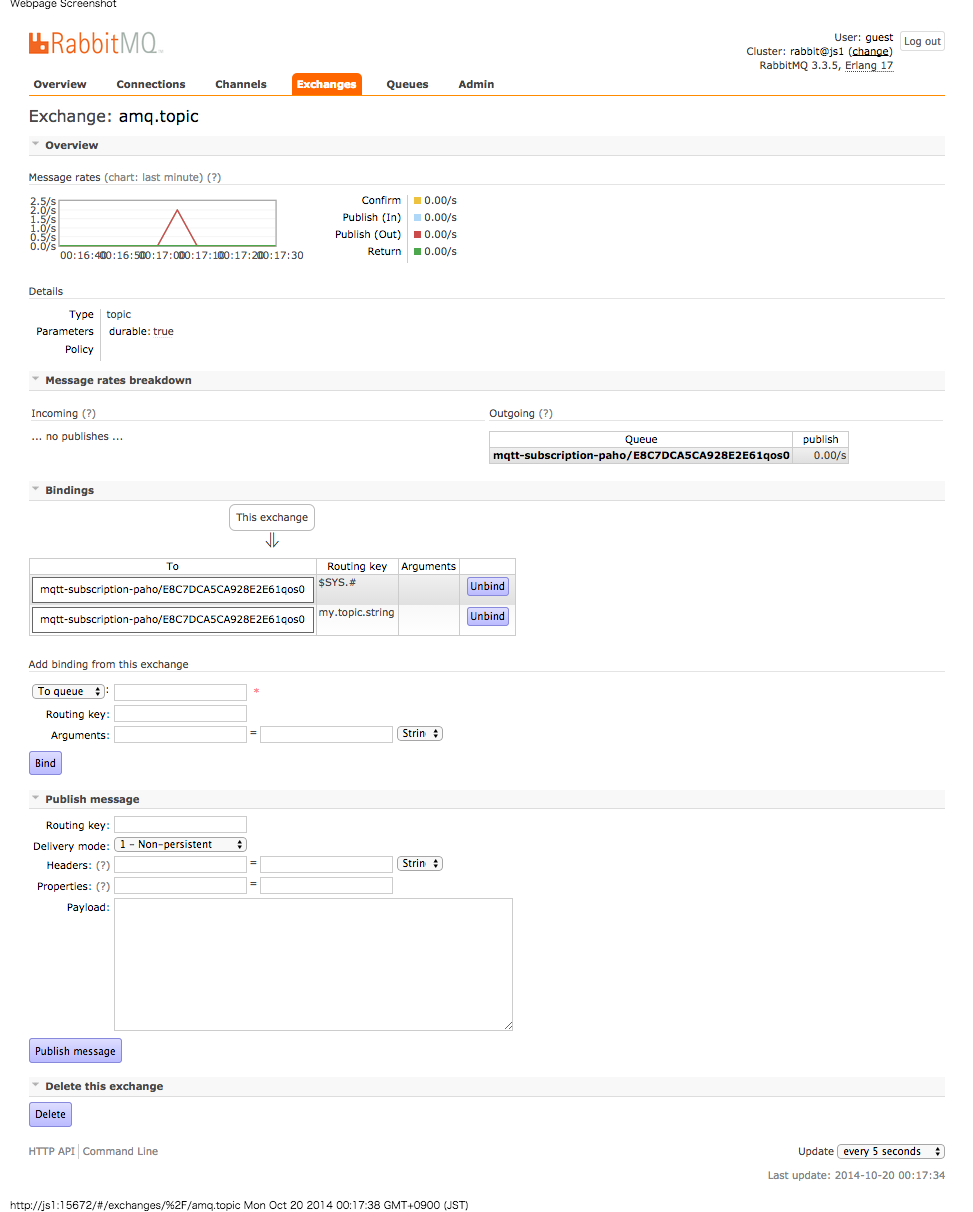 Webpage Screenshot
RabbitMQ
User: guest
Log out
Cluster: rabbit@js1 (change)
RabbitMQ 3.3.5, Erlang 17
Overview Connections Channels Exchanges Queues Admin
Exchange: amq.topic
Overview
Message rates (chart: last minute) (?)
2.5/s
2.0/s
1.5/s
1.0/s
0.5/s
0.0/s
00:16:40 00:16:50 00:17:00 00:17:10 00:17:20 00:17:30
Confirm 0.00/s
Publish (In) 0.00/s
Publish (Out) 0.00/s
Return 0.00/s
Details
Type topic
Parameters durable: true
Policy
Message rates breakdown
Incoming (?)
... no publishes ...
Outgoing (?)
Queue publish
mqtt-subscription-paho/E8C7DCA5CA928E2E61qos0 0.00/s
Bindings
This exchange
⇓
To Routing key Arguments
mqtt-subscription-paho/E8C7DCA5CA928E2E61qos0 $SYS.# Unbind
mqtt-subscription-paho/E8C7DCA5CA928E2E61qos0 my.topic.string Unbind
Add binding from this exchange
To queue : *
Routing key:
Arguments: = Strin
Bind
Publish message
Routing key:
Delivery mode: 1 – Non-persistent
Headers: (?) = Strin
Properties: (?) =
Payload:
Publish message
Delete this exchange
Delete
HTTP API Command Line
Update every 5 seconds
Last update: 2014-10-20 00:17:34
http://js1:15672/#/exchanges/%2F/amq.topic Mon Oct 20 2014 00:17:38 GMT+0900 (JST)